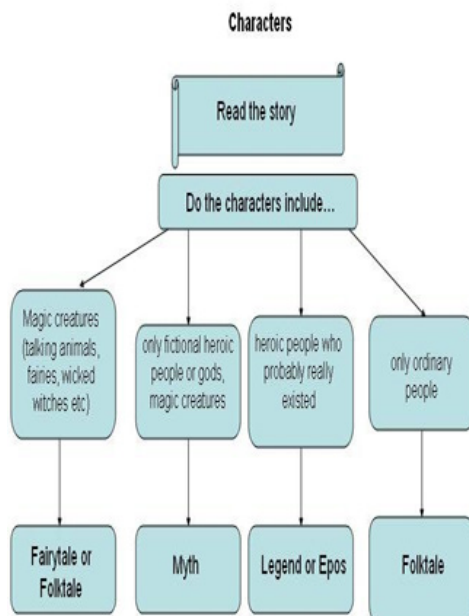 Characters
Read the story
Do the characters include...
Magic creatures
(talking animals,
fairies, wicked
witches etc)
only fictional heroic
people or gods,
magic creatures
heroic people who
probably really
existed
only ordinary
people
Fairytale or
Folktale
Myth
Legend or Epos
Folktale